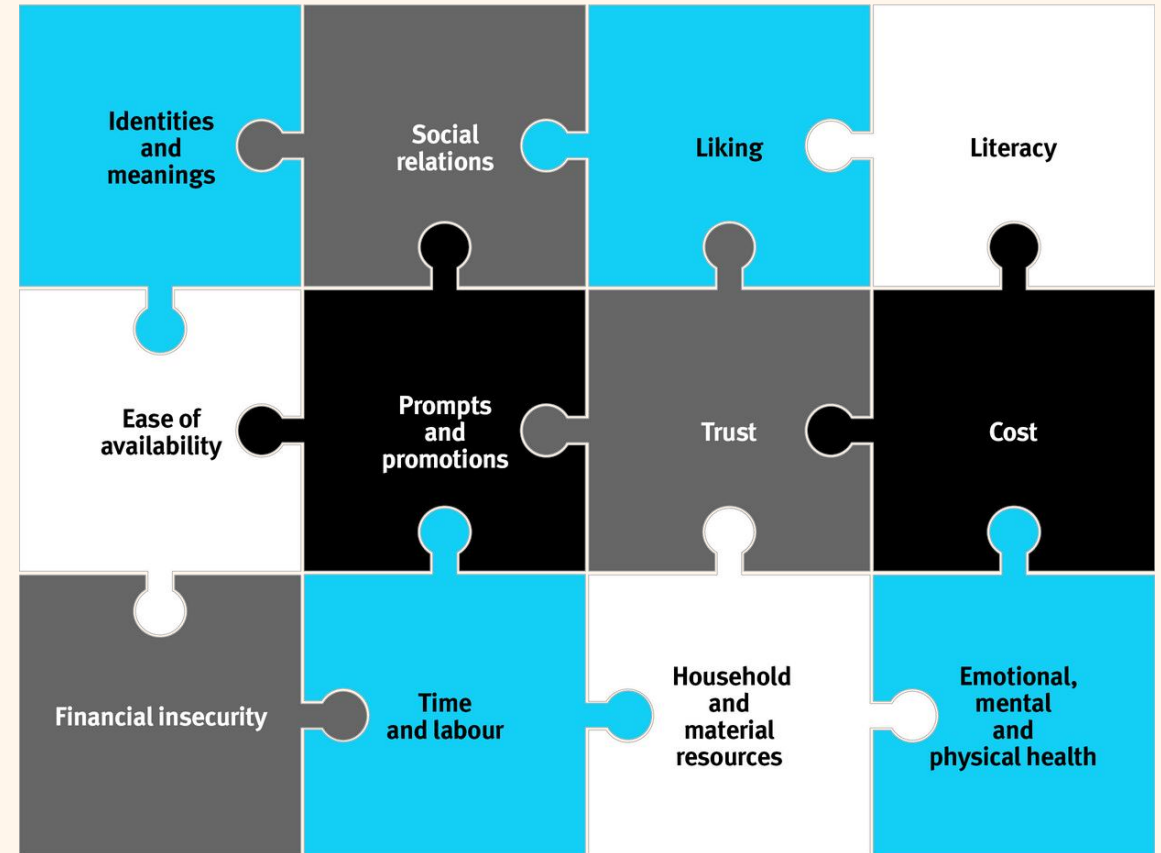 Identities
and
meanings
Social
relations
Liking
Literacy
Ease of
availability
Prompts
and
promotions
Trust
Cost
Financial insecurity
Time
and labour
Household
and
material
resources
Emotional,
mental
and
physical health